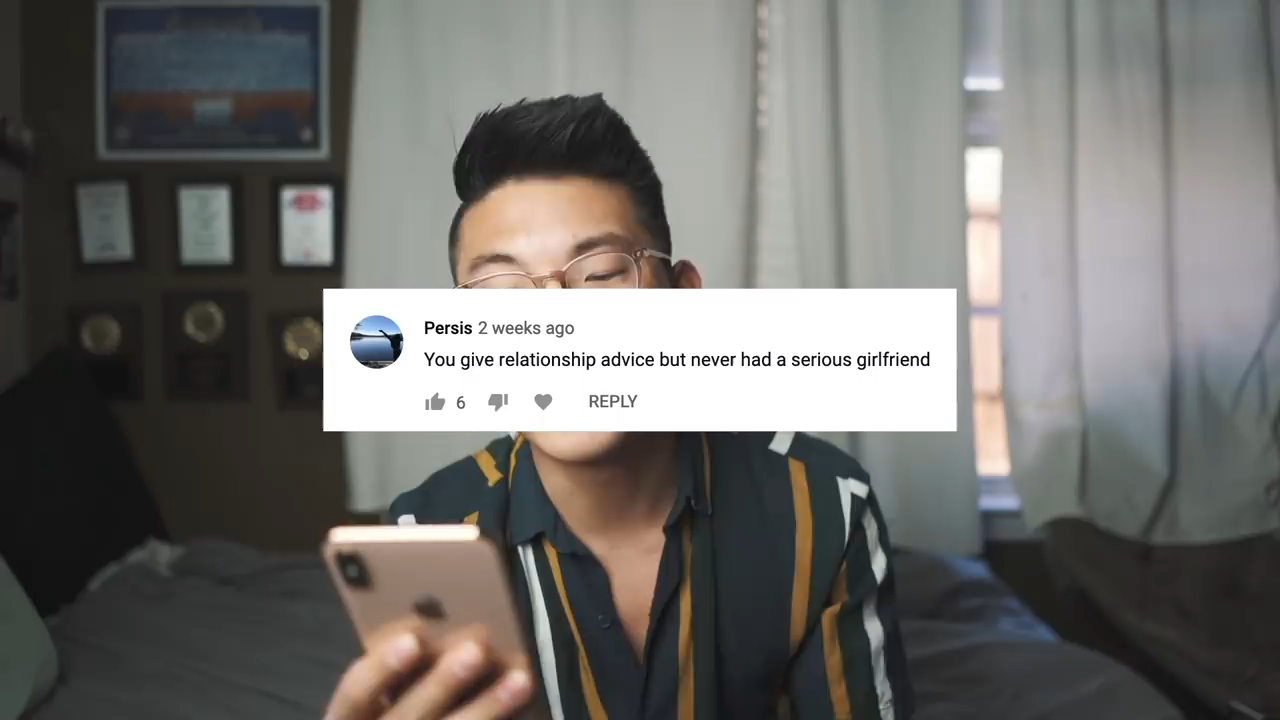 Persis 2 weeks ago
You give relationship advice but never had a serious girlfriend
6 REPLY